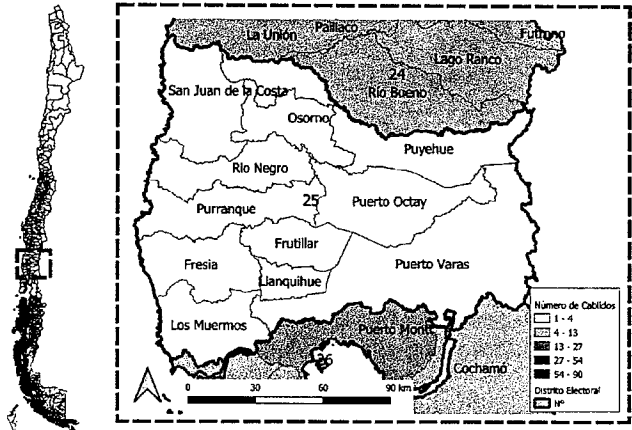 Paillaco
Futrono
La Unión
Lago Ranco
24
San Juan de la Costa
Río Bueno
Osorno
Puyehue
Río Negro
25
Puerto Octay
Purranque
Frutillar
Fresia
Puerto Varas
Llanquihue
Los Muermos
Puerto Montt
26
Cochamó
0 30 60 90 km
Número de Cabildos
1 - 4
4 - 13
13 - 27
27 - 54
54 - 90
Distrito Electoral
N°